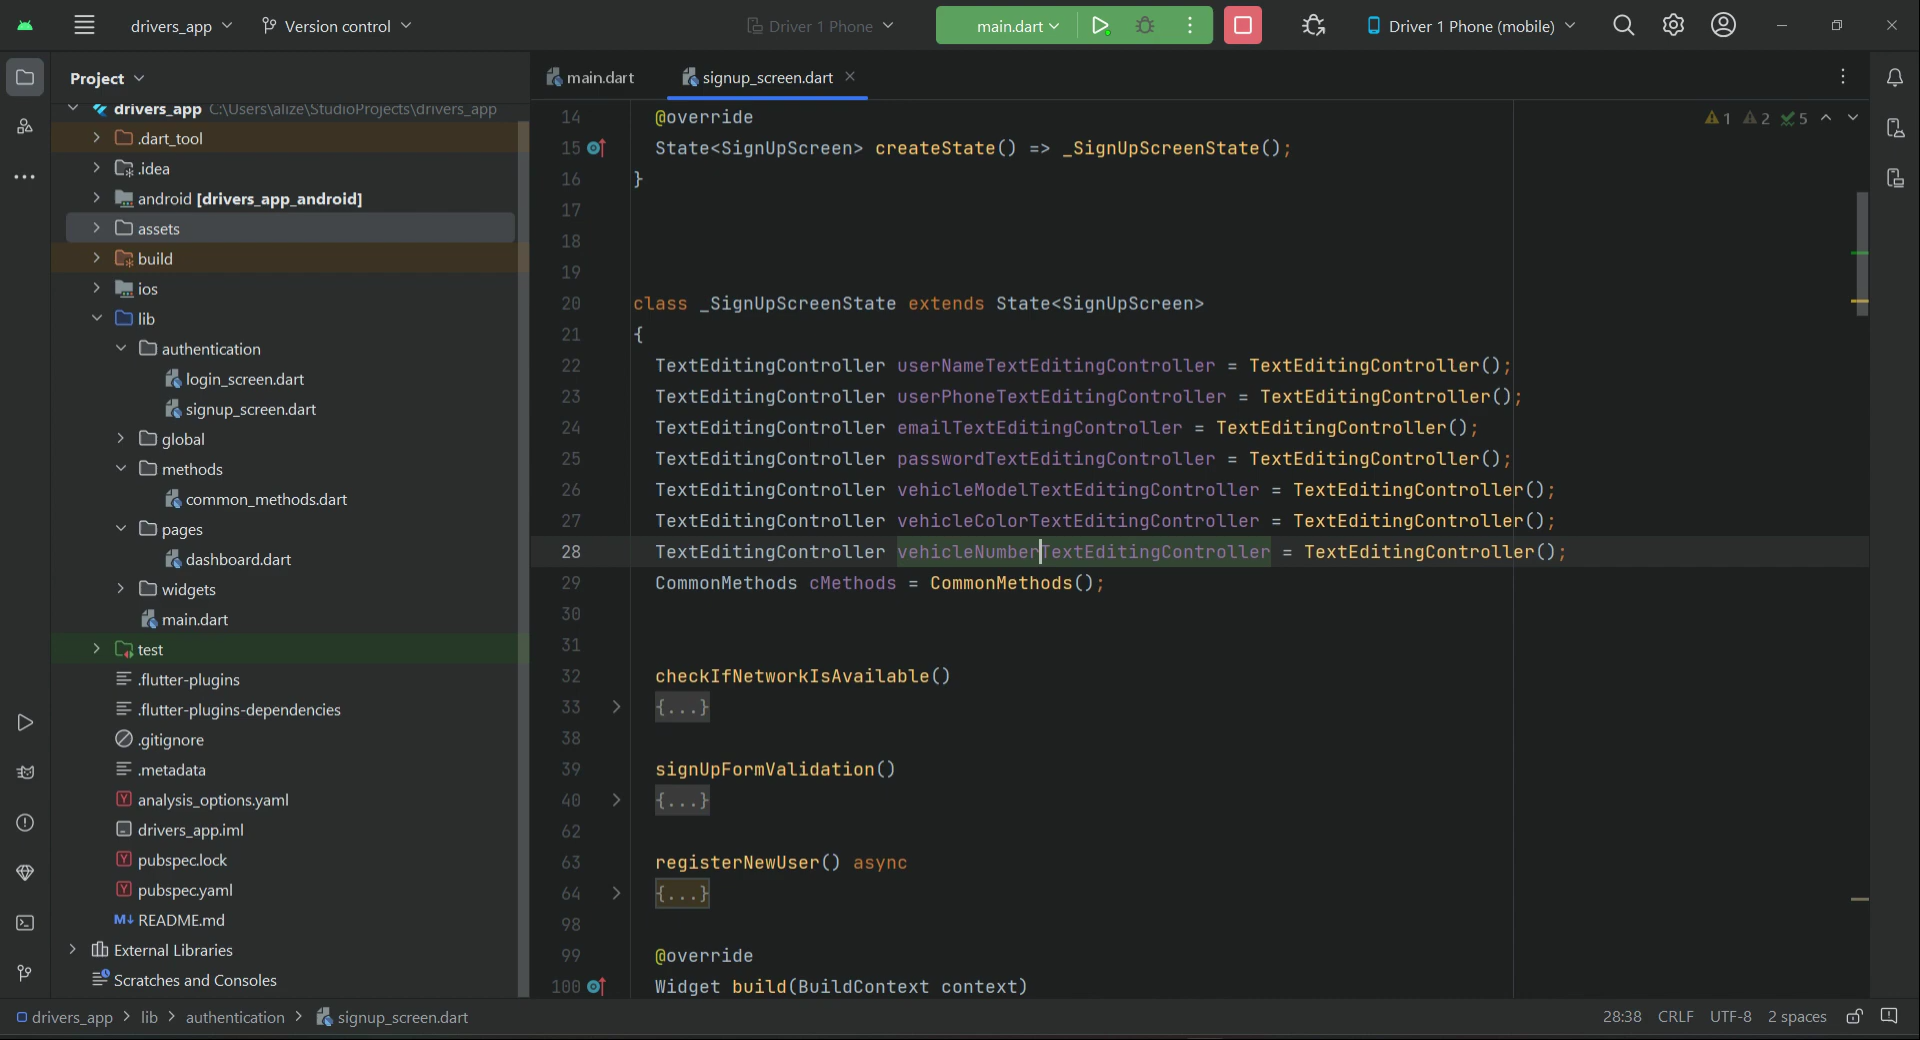 drivers_app
Version control
Driver 1 Phone
main.dart
Driver 1 Phone (mobile)
Project
main.dart
signup_screen.dart
drivers_app C:\Users\alize\StudioProjects\drivers_app
.dart_tool
.idea
android [drivers_app_android]
assets
build
ios
lib
authentication
login_screen.dart
signup_screen.dart
global
methods
common_methods.dart
pages
dashboard.dart
widgets
main.dart
test
.flutter-plugins
.flutter-plugins-dependencies
.gitignore
.metadata
analysis_options.yaml
drivers_app.iml
pubspec.lock
pubspec.yaml
README.md
External Libraries
Scratches and Consoles
1 2 5
14 @override
15 State<SignUpScreen> createState() => _SignUpScreenState();
16 }
17
18
19
20 class _SignUpScreenState extends State<SignUpScreen>
21 {
22 TextEditingController userNameTextEditingController = TextEditingController();
23 TextEditingController userPhoneTextEditingController = TextEditingController();
24 TextEditingController emailTextEditingController = TextEditingController();
25 TextEditingController passwordTextEditingController = TextEditingController();
26 TextEditingController vehicleModelTextEditingController = TextEditingController();
27 TextEditingController vehicleColorTextEditingController = TextEditingController();
28 TextEditingController vehicleNumberTextEditingController = TextEditingController();
29 CommonMethods cMethods = CommonMethods();
30
31
32 checkIfNetworkIsAvailable()
33 {...}
38
39 signUpFormValidation()
40 {...}
62
63 registerNewUser() async
64 {...}
98
99 @override
100 Widget build(BuildContext context)
drivers_app > lib > authentication > signup_screen.dart
28:38 CRLF UTF-8 2 spaces